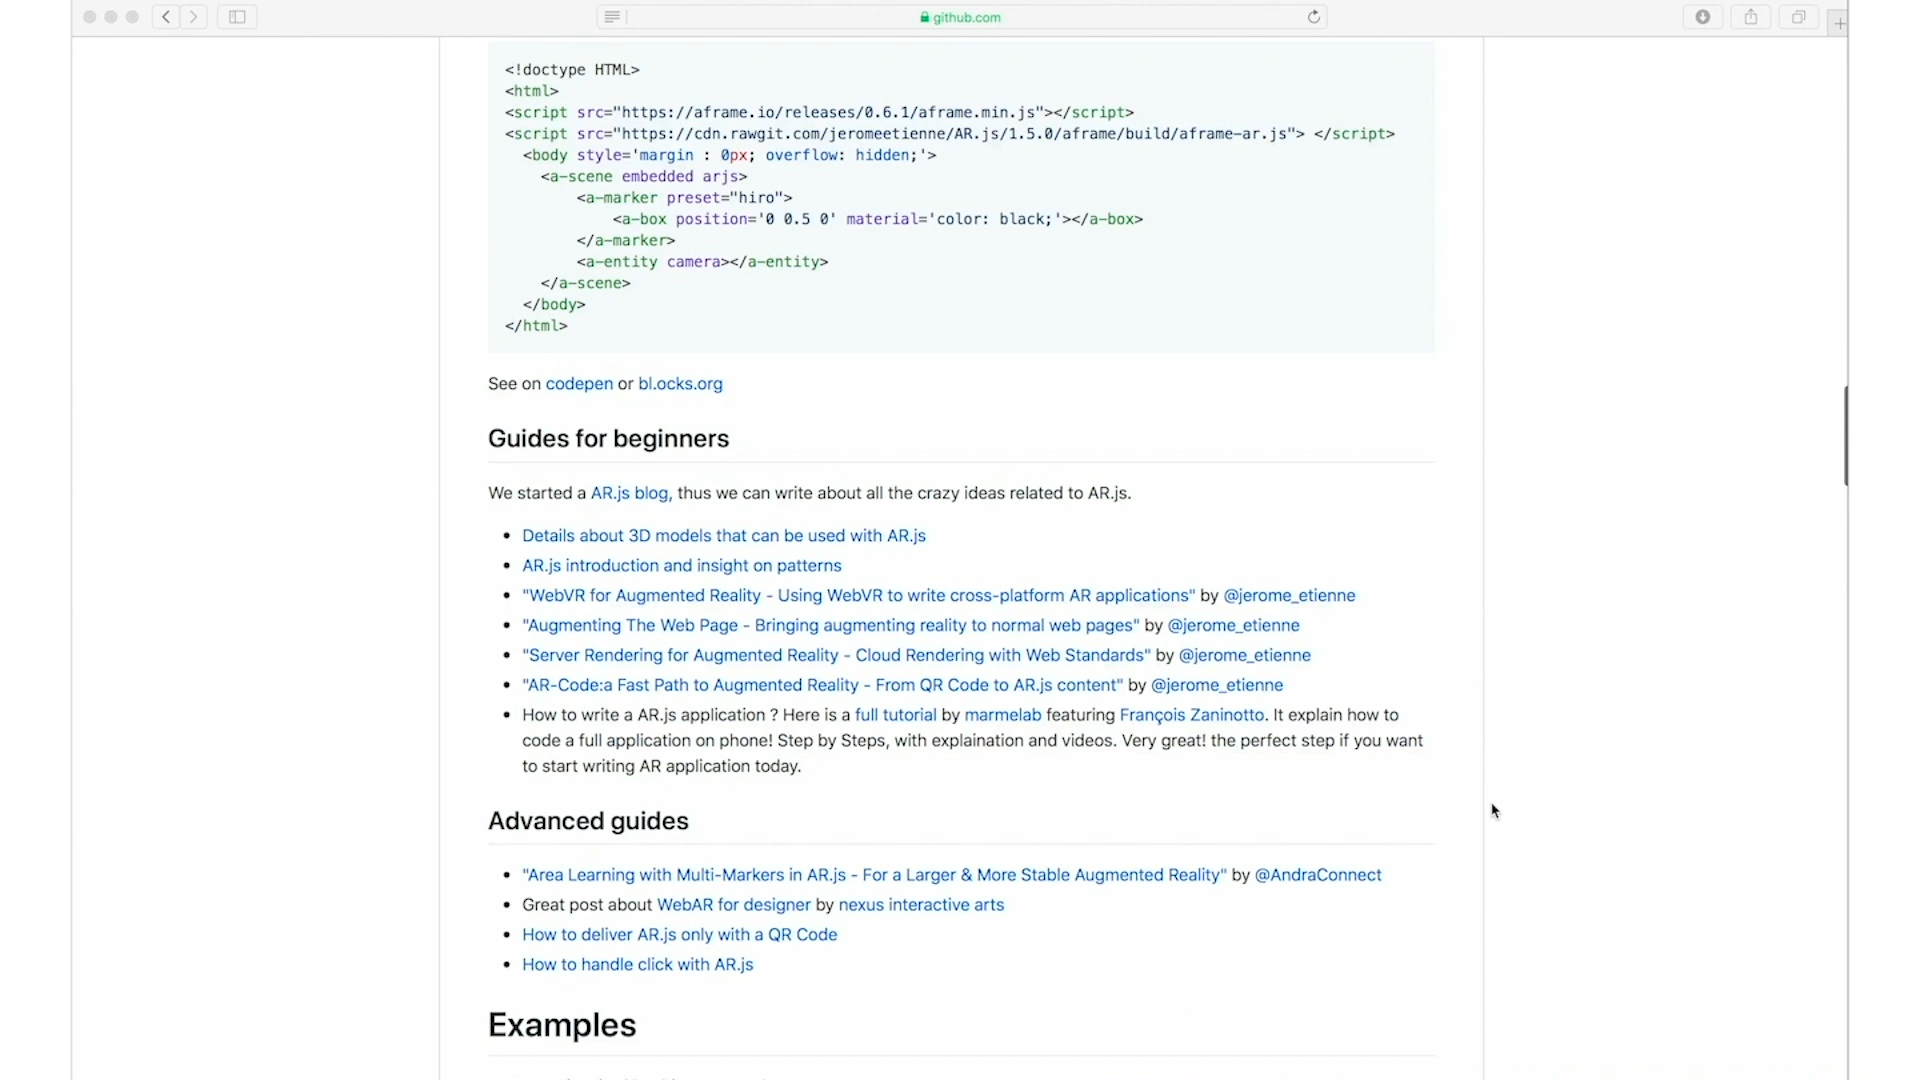 github.com
<!doctype HTML>
<html>
<script src="https://aframe.io/releases/0.6.1/aframe.min.js"></script>
<script src="https://cdn.rawgit.com/jeromeetienne/AR.js/1.5.0/aframe/build/aframe-ar.js"> </script>
<body style='margin : 0px; overflow: hidden;'>
<a-scene embedded arjs>
<a-marker preset="hiro">
<a-box position='0 0.5 0' material='color: black;'></a-box>
</a-marker>
<a-entity camera></a-entity>
</a-scene>
</body>
</html>
See on codepen or bl.ocks.org
Guides for beginners
We started a AR.js blog, thus we can write about all the crazy ideas related to AR.js.
• Details about 3D models that can be used with AR.js
• AR.js introduction and insight on patterns
• "WebVR for Augmented Reality - Using WebVR to write cross-platform AR applications" by @jerome_etienne
• "Augmenting The Web Page - Bringing augmenting reality to normal web pages" by @jerome_etienne
• "Server Rendering for Augmented Reality - Cloud Rendering with Web Standards" by @jerome_etienne
• "AR-Code:a Fast Path to Augmented Reality - From QR Code to AR.js content" by @jerome_etienne
• How to write a AR.js application ? Here is a full tutorial by marmelab featuring François Zaninotto. It explain how to
code a full application on phone! Step by Steps, with explaination and videos. Very great! the perfect step if you want
to start writing AR application today.
Advanced guides
• "Area Learning with Multi-Markers in AR.js - For a Larger & More Stable Augmented Reality" by @AndraConnect
• Great post about WebAR for designer by nexus interactive arts
• How to deliver AR.js only with a QR Code
• How to handle click with AR.js
Examples